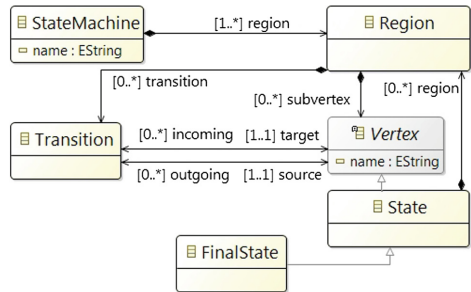 StateMachine
name : EString
[1..*] region
Region
[0..*] transition
[0..*] subvertex
[0..*] region
Transition
[0..*] incoming [1..1] target
[0..*] outgoing [1..1] source
Vertex
name : EString
State
FinalState